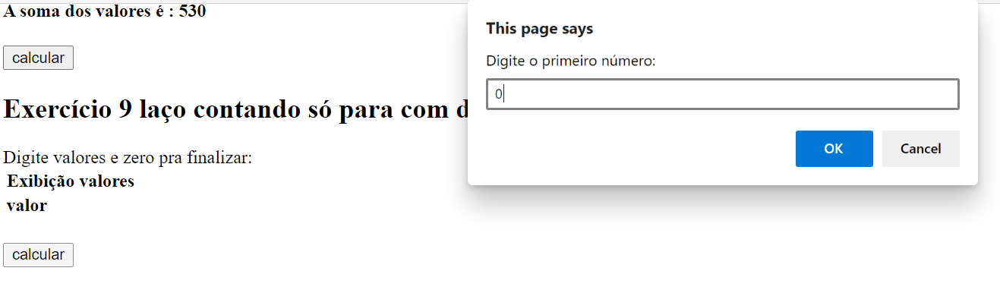 A soma dos valores é : 530
calcular
Exercício 9 laço contando só para com
Digite valores e zero pra finalizar:
Exibição valores
valor
calcular
This page says
Digite o primeiro número:
0
OK
Cancel